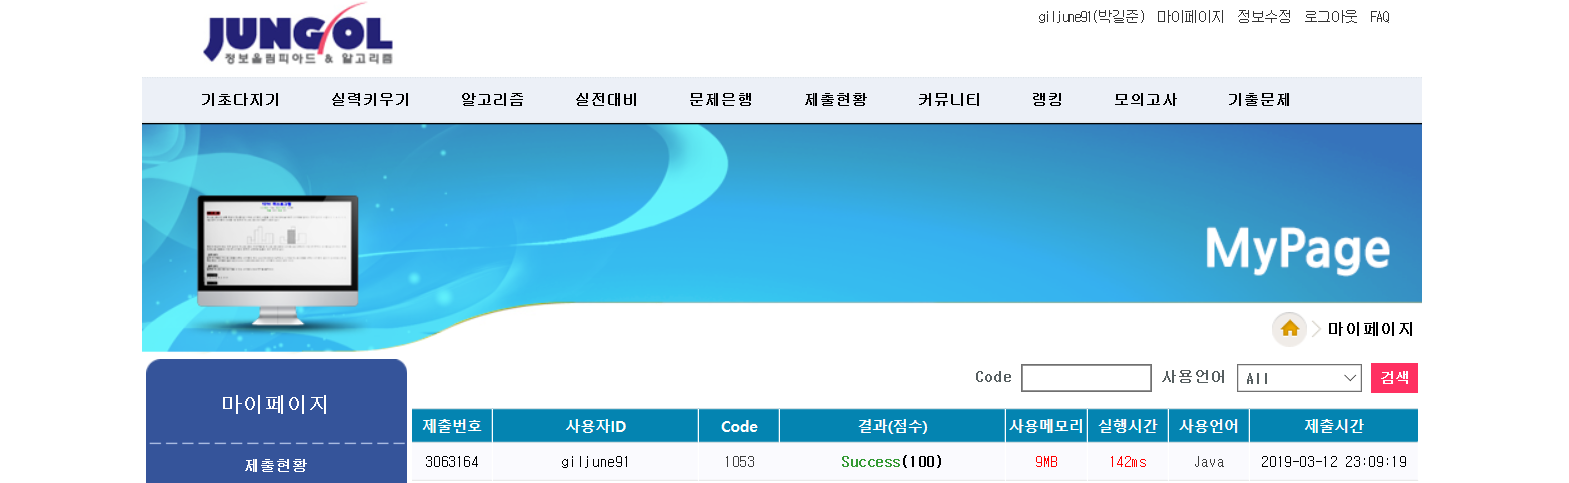 giljune91(박길준) 마이페이지 정보수정 로그아웃 FAQ
JUNGOL
정보올림피아드 & 알고리즘
기초다지기 실력키우기 알고리즘 실전대비 문제은행 제출현황 커뮤니티 랭킹 모의고사 기출문제
MyPage
마이페이지
Code 사용언어 All 검색
마이페이지
제출현황
제출번호 사용자ID Code 결과(점수) 사용메모리 실행시간 사용언어 제출시간
3063164 giljune91 1053 Success(100) 9MB 142ms Java 2019-03-12 23:09:19